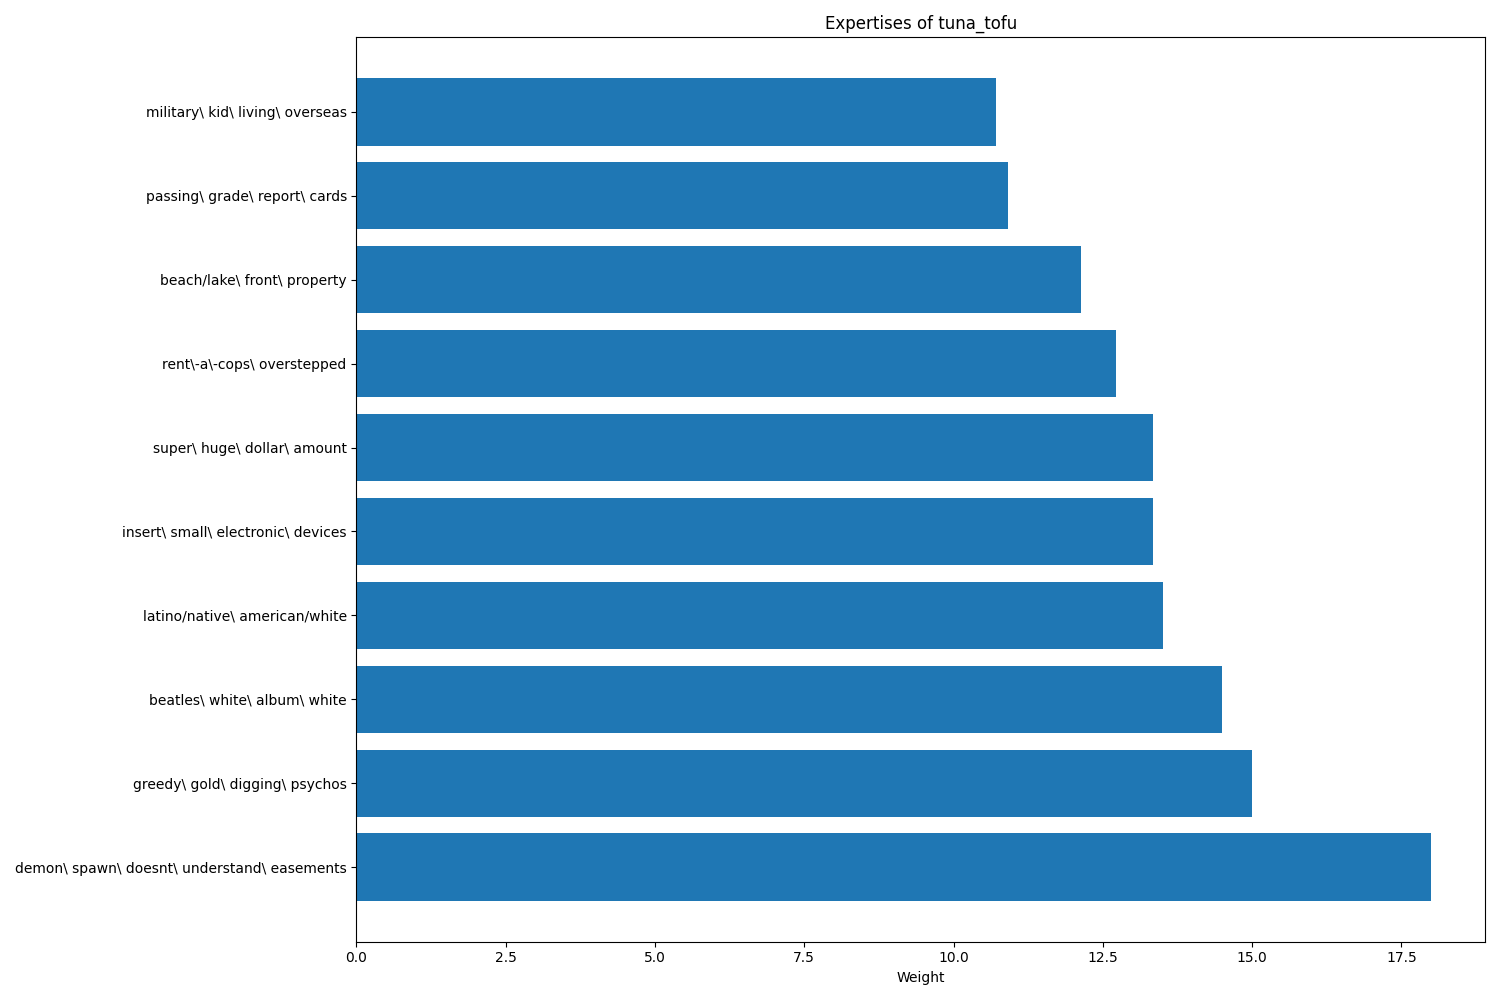 Expertises of tuna_tofu
military\ kid\ living\ overseas
passing\ grade\ report\ cards
beach/lake\ front\ property
rent\-a\-cops\ overstepped
super\ huge\ dollar\ amount
insert\ small\ electronic\ devices
latino/native\ american/white
beatles\ white\ album\ white
greedy\ gold\ digging\ psychos
demon\ spawn\ doesnt\ understand\ easements
0.0 2.5 5.0 7.5 10.0 12.5 15.0 17.5
Weight